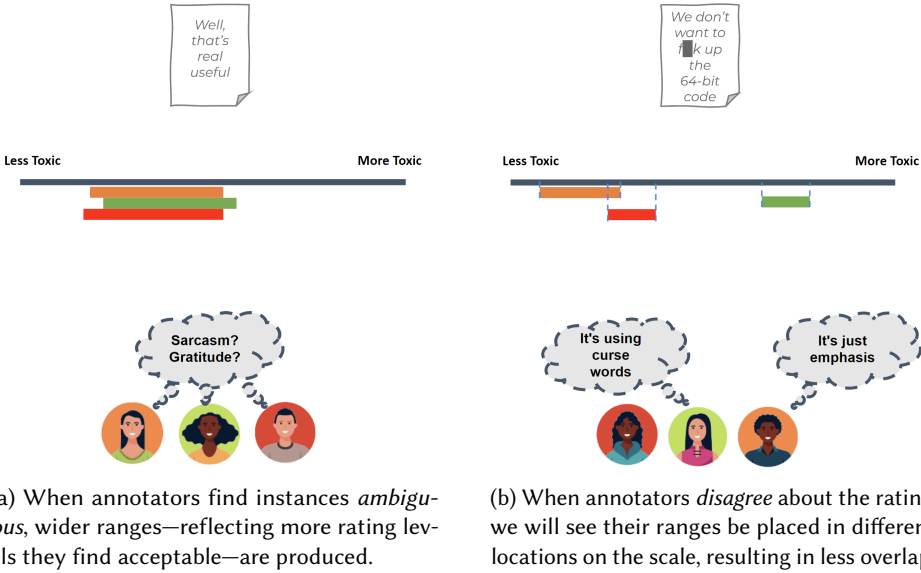 Well,
that's
real
useful
Less Toxic
More Toxic
Sarcasm?
Gratitude?
a) When annotators find instances ambigu-
ous, wider ranges—reflecting more rating lev-
ls they find acceptable—are produced.
We don't
want to
f k up
the
64-bit
code
Less Toxic
More Toxic
It's using
curse
words
It's just
emphasis
(b) When annotators disagree about the rating
we will see their ranges be placed in differen
locations on the scale, resulting in less overlap